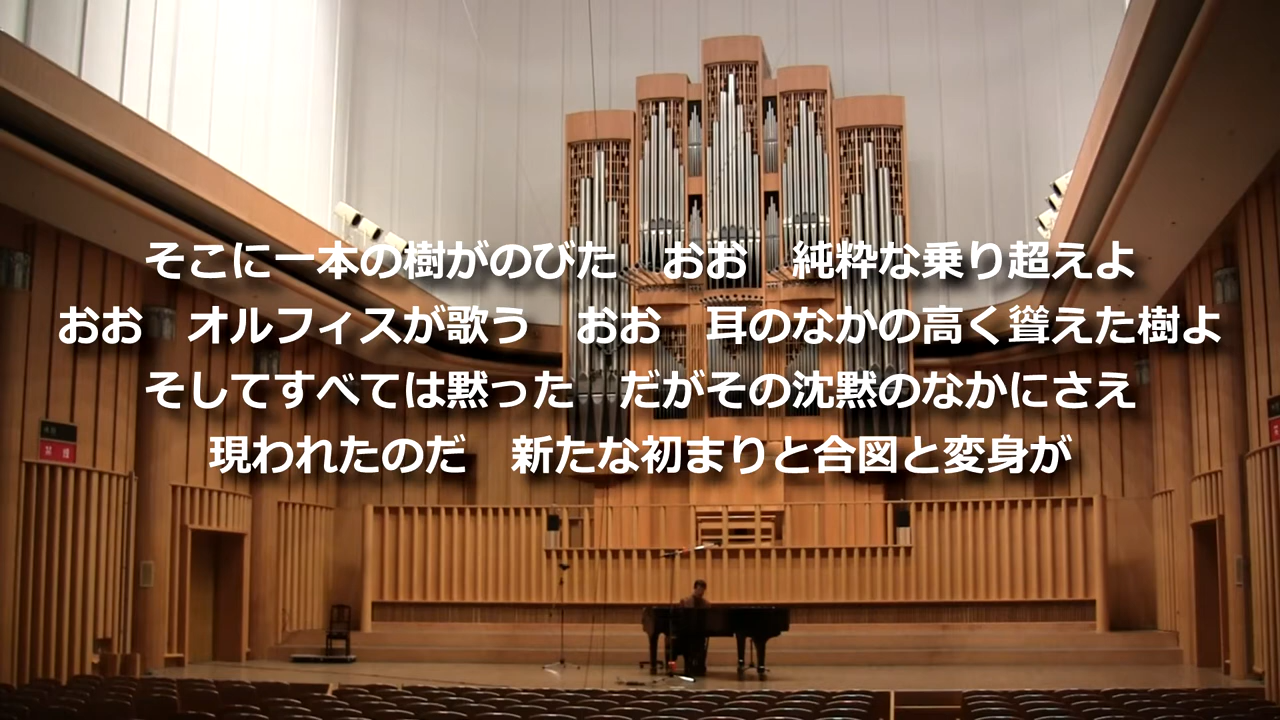 そこに一本の樹がのびた　おお　純粋な乗り超えよ
おお　オルフィスが歌う　おお　耳のなかの高く聳えた樹よ
そしてすべては黙った　だがその沈黙のなかにさえ
現われたのだ　新たな初まりと合図と変身が
禁煙